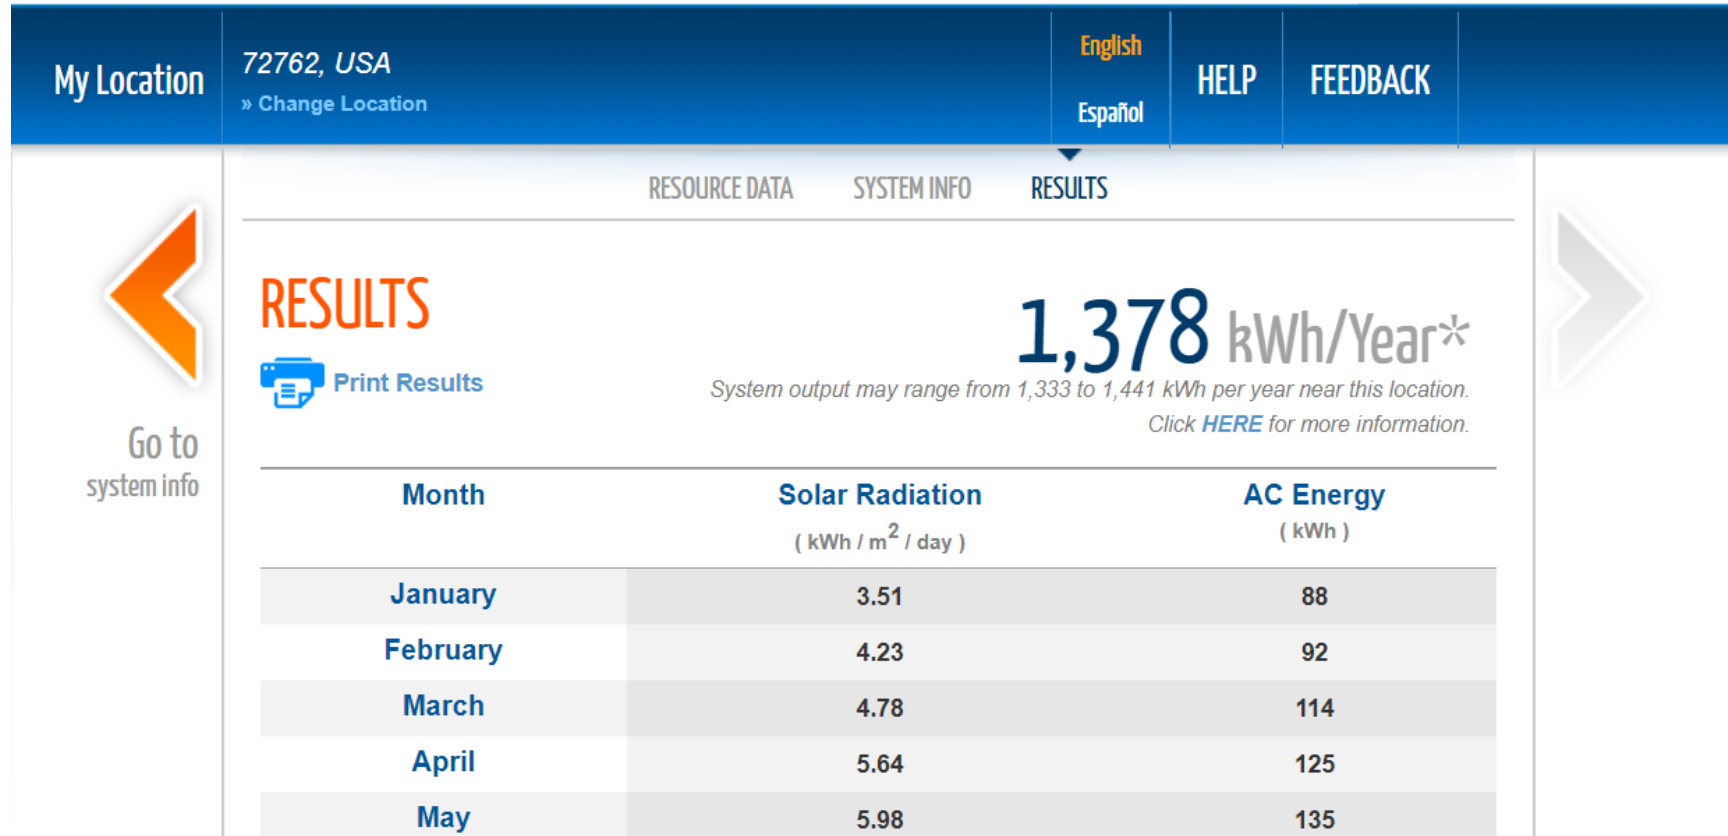 My Location
72762, USA
» Change Location
English
Español
HELP
FEEDBACK
RESOURCE DATA
SYSTEM INFO
RESULTS
Go to
system info
RESULTS
Print Results
1,378 kWh/Year*
System output may range from 1,333 to 1,441 kWh per year near this location.
Click HERE for more information.
Month Solar Radiation AC Energy
( kWh / m² / day ) ( kWh )
January 3.51 88
February 4.23 92
March 4.78 114
April 5.64 125
May 5.98 135